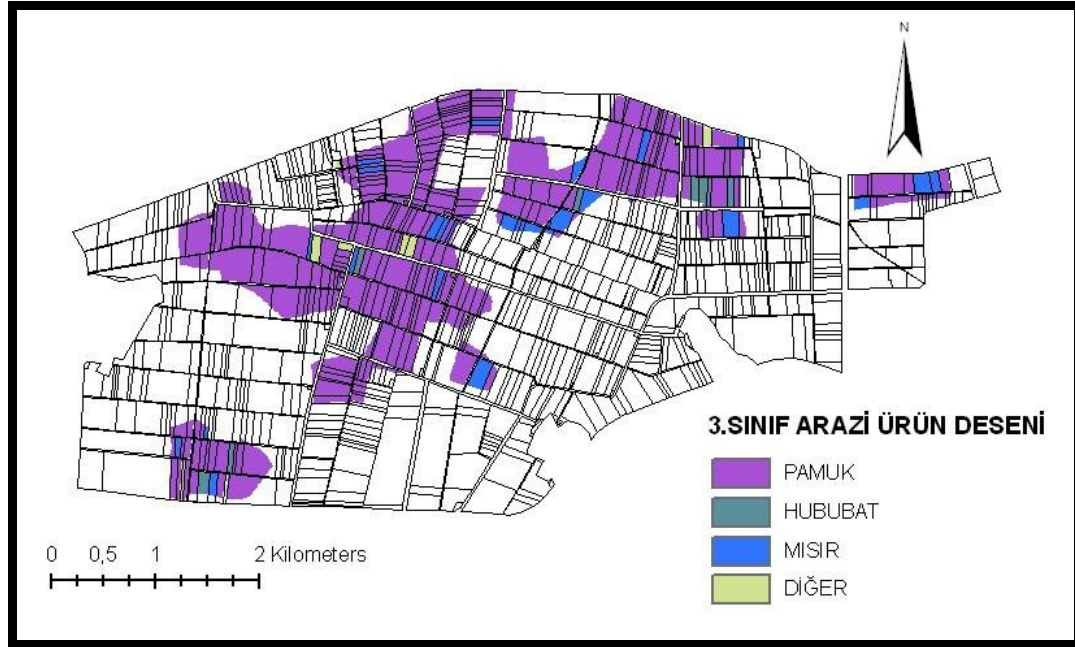 N
3.SINIF ARAZİ ÜRÜN DESENİ
PAMUK
HUBUBAT
MISIR
DİĞER
0 0,5 1 2 Kilometers